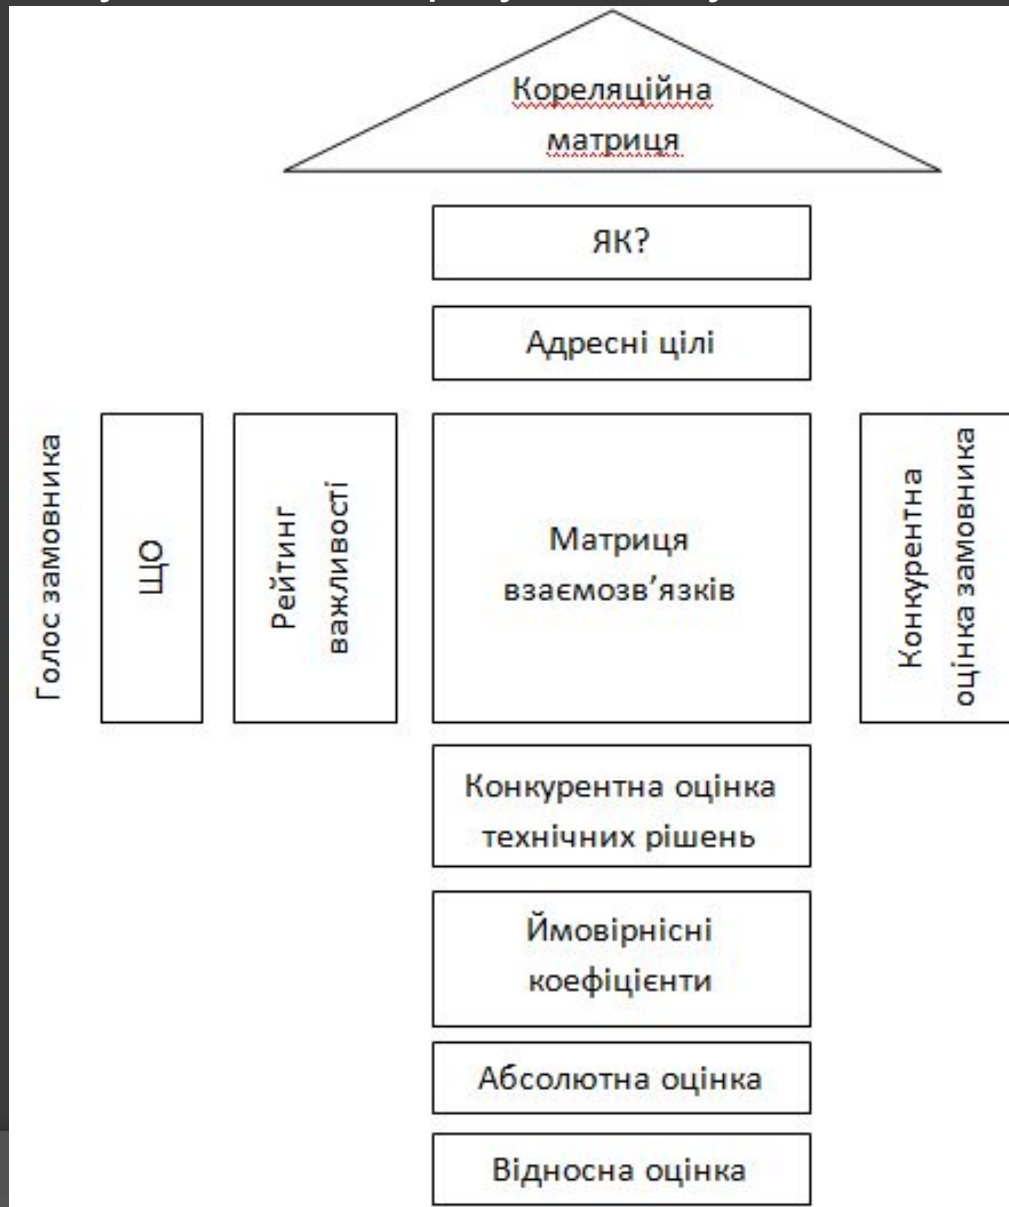 Кореляційна
матриця
ЯК?
Адресні цілі
Голос замовника
ЩО
Рейтинг
важливості
Матриця
взаємозв'язків
Конкурентна
оцінка замовника
Конкурентна оцінка
технічних рішень
Ймовірнісні
коефіцієнти
Абсолютна оцінка
Відносна оцінка